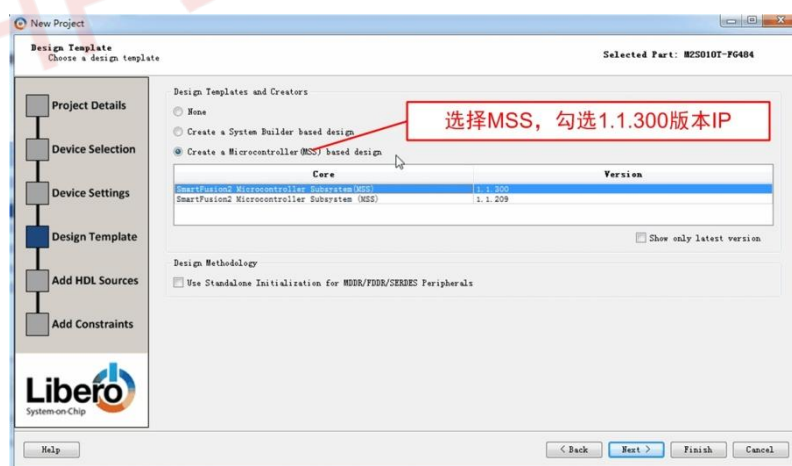 New Project
Design Template
Choose a design template
Selected Part: M2S010T-FG484
Project Details
Device Selection
Device Settings
Design Template
Add HDL Sources
Add Constraints
Libero
System-on-Chip
Design Templates and Creators
None
Create a System Builder based design
Create a Microcontroller(MSS) based design
选择MSS，勾选1.1.300版本IP
Core Version
SmartFusion2 Microcontroller Subsystem(MSS) 1.1.300
SmartFusion2 Microcontroller Subsystem (MSS) 1.1.209
Show only latest version
Design Methodology
Use Standalone Initialization for MDDR/FDDR/SERDES Peripherals
Help
< Back
Next >
Finish
Cancel